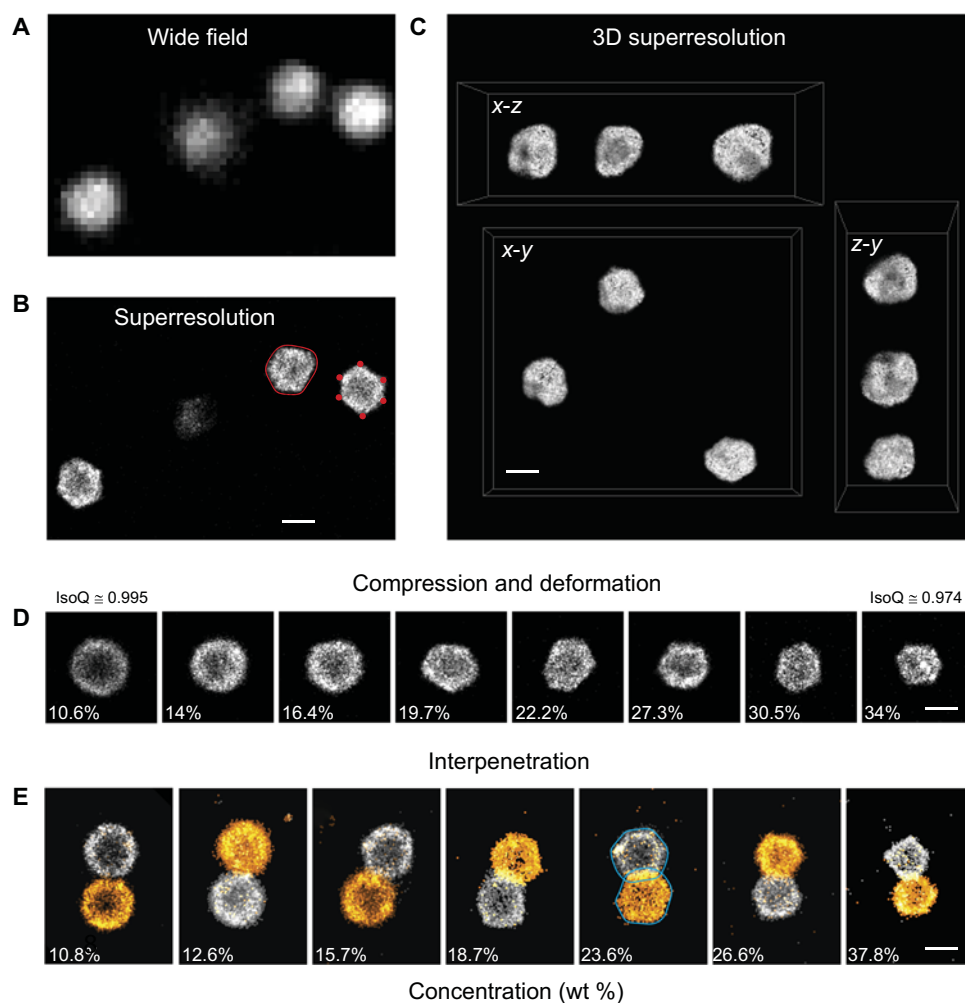 A
Wide field
B
Superresolution
C
3D superresolution
x-z
x-y
z-y
Compression and deformation
IsoQ ≅ 0.995
IsoQ ≅ 0.974
D
10.6%
14%
16.4%
19.7%
22.2%
27.3%
30.5%
34%
Interpenetration
E
10.8%
12.6%
15.7%
18.7%
23.6%
26.6%
37.8%
Concentration (wt %)